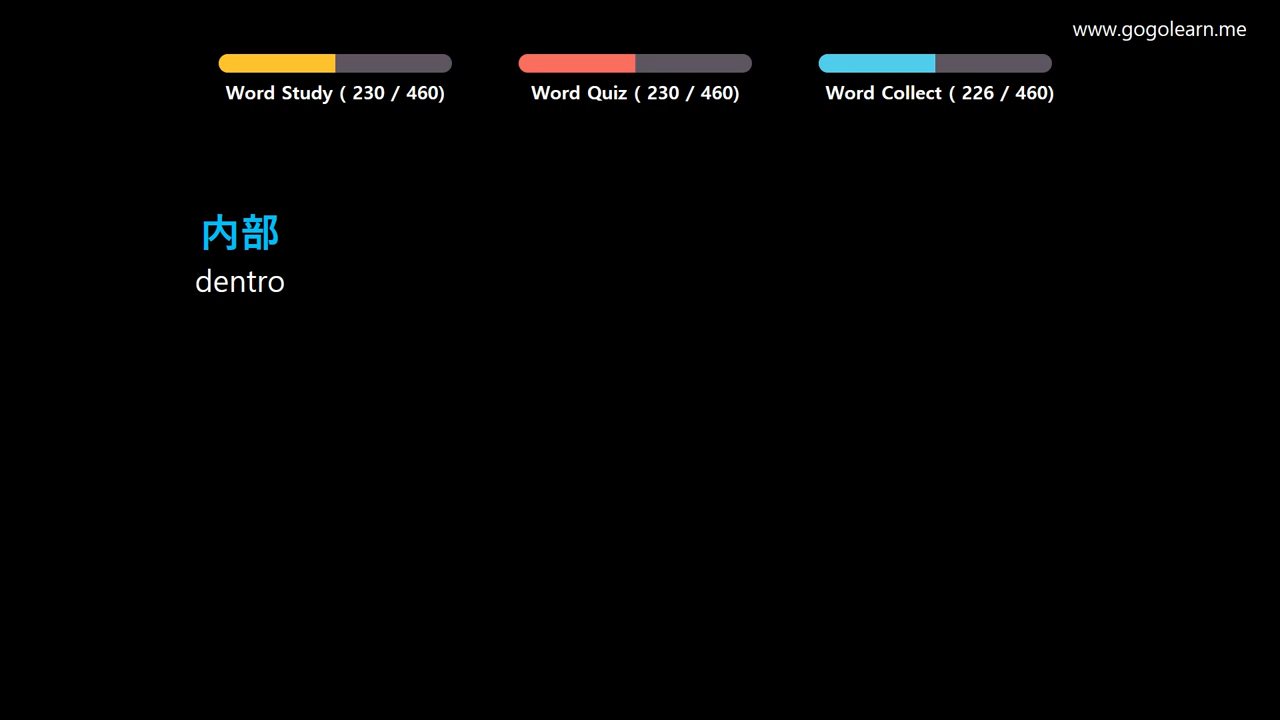 www.gogolearn.me
Word Study ( 230 / 460)
Word Quiz ( 230 / 460)
Word Collect ( 226 / 460)
内部
dentro